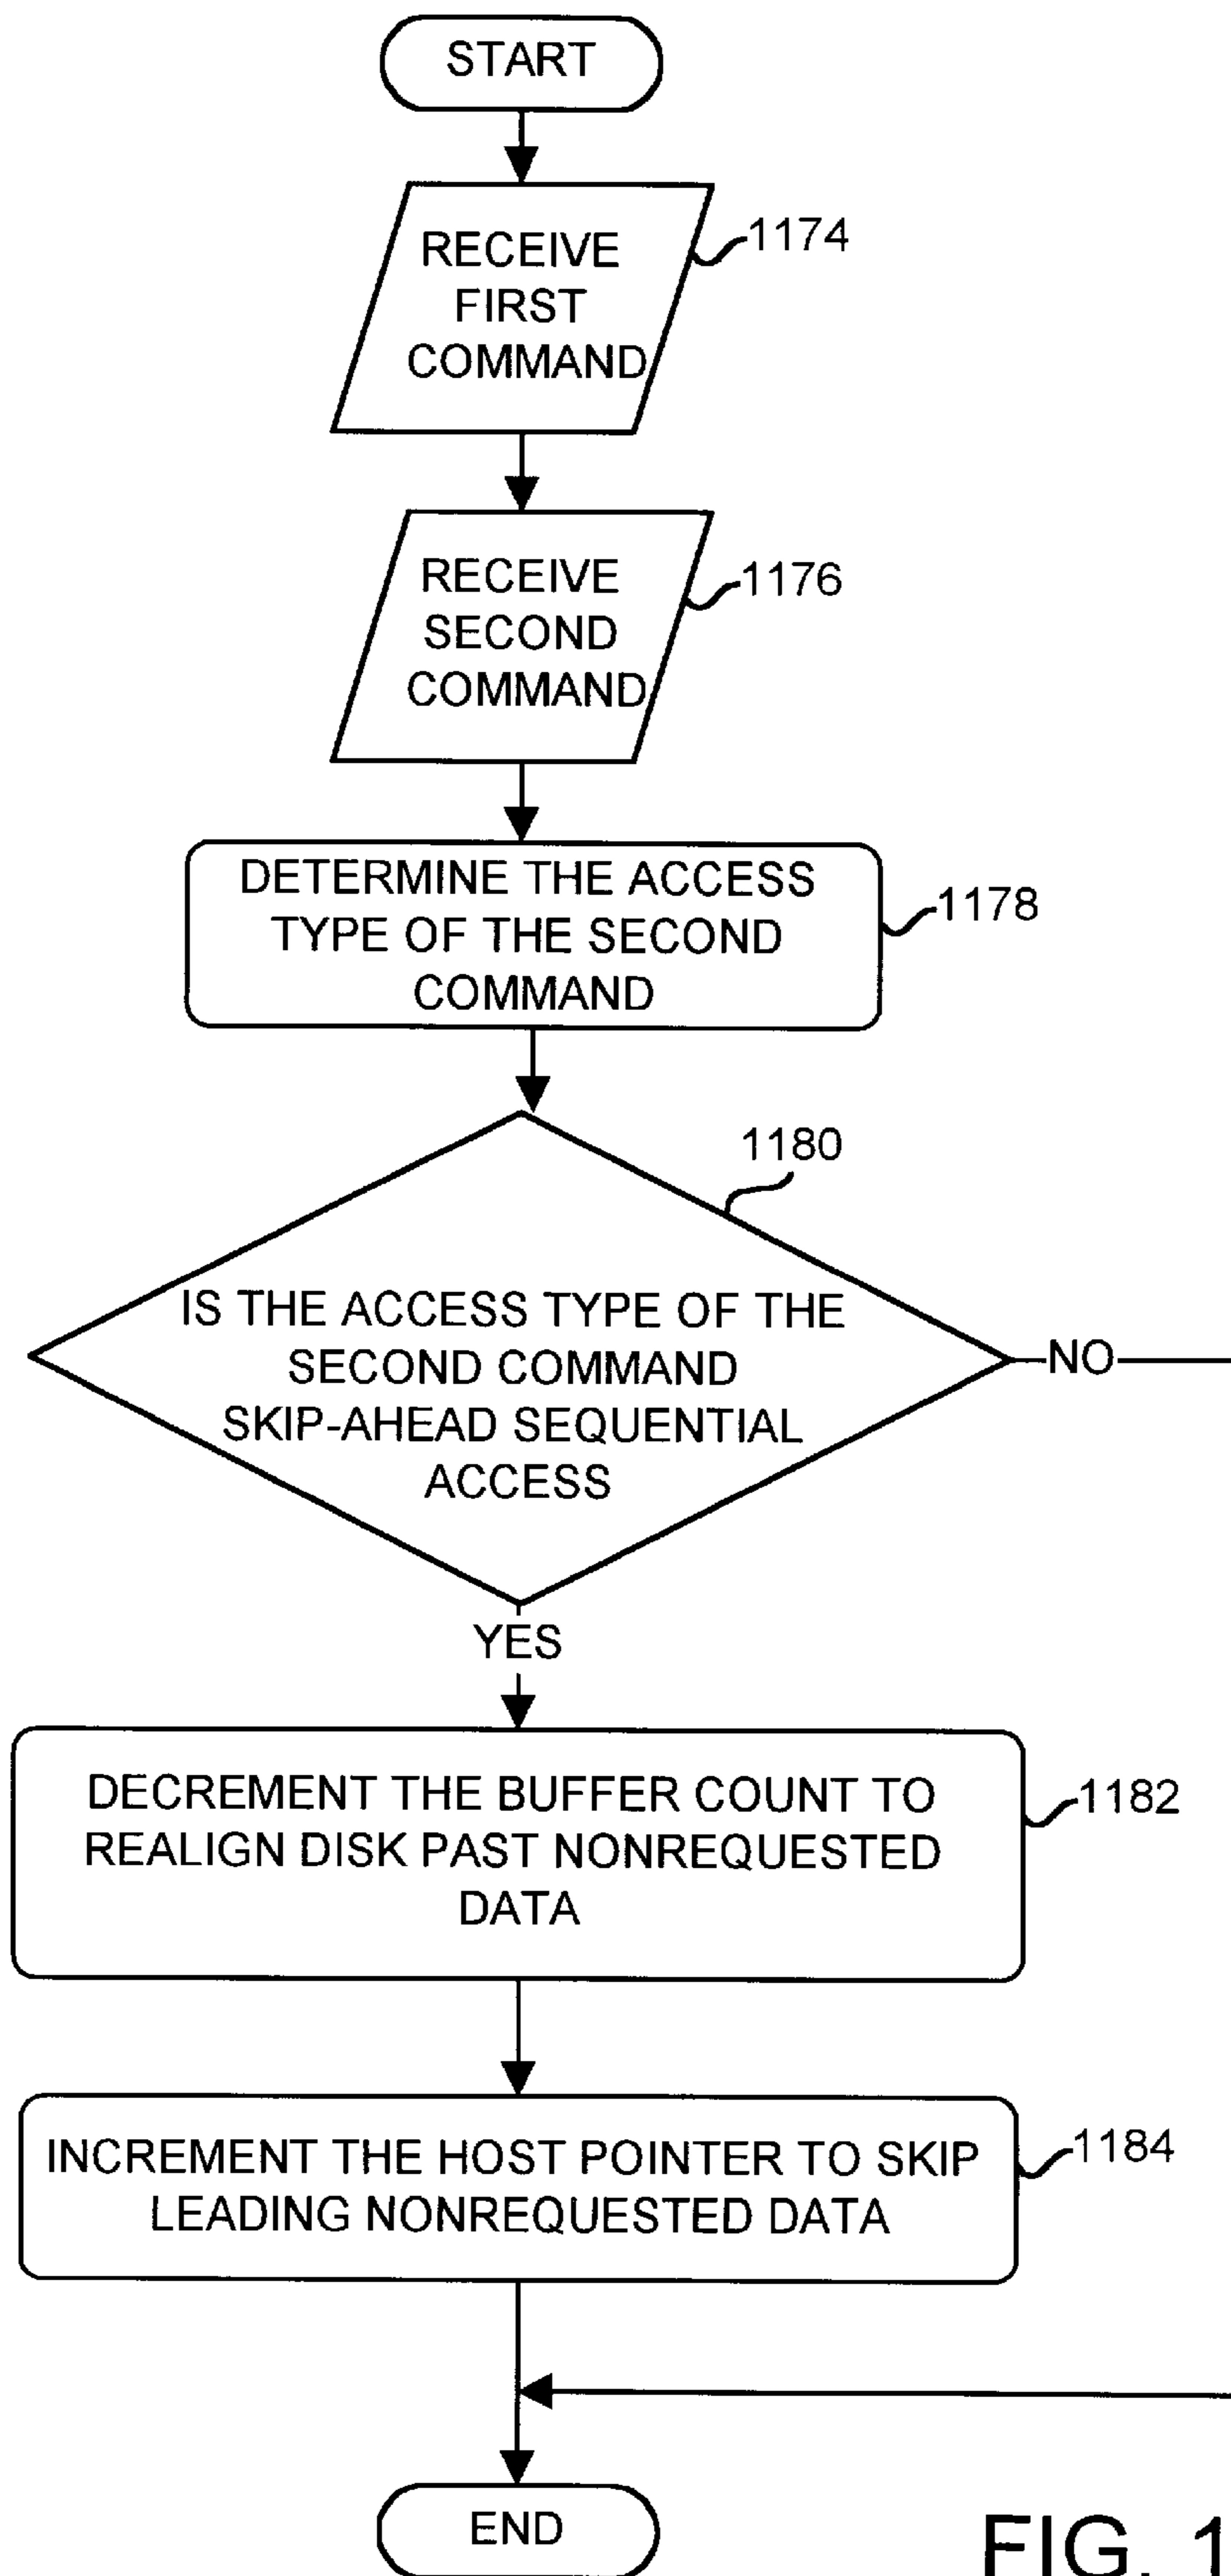 START
RECEIVE
FIRST
COMMAND
1174
RECEIVE
SECOND
COMMAND
1176
DETERMINE THE ACCESS
TYPE OF THE SECOND
COMMAND
1178
1180
IS THE ACCESS TYPE OF THE
SECOND COMMAND
SKIP-AHEAD SEQUENTIAL
ACCESS
NO
YES
DECREMENT THE BUFFER COUNT TO
REALIGN DISK PAST NONREQUESTED
DATA
1182
INCREMENT THE HOST POINTER TO SKIP
LEADING NONREQUESTED DATA
1184
END
FIG. 1